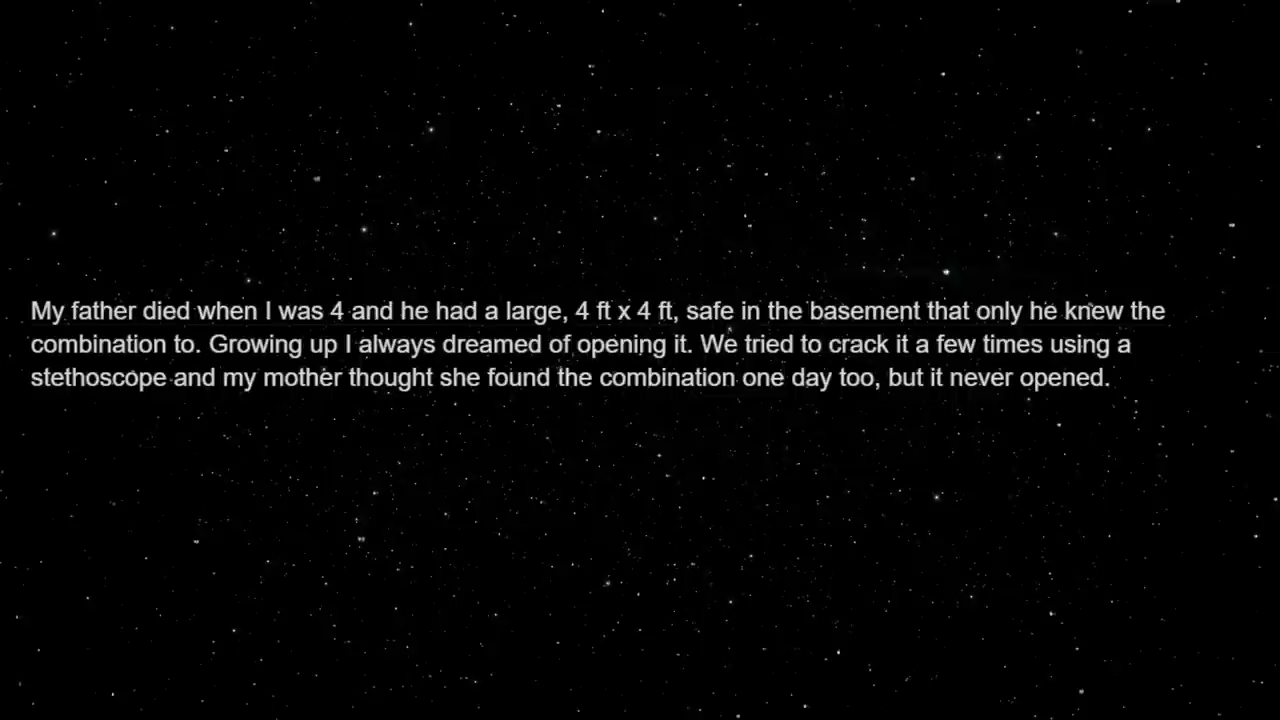 My father died when I was 4 and he had a large, 4 ft x 4 ft, safe in the basement that only he knew the
combination to. Growing up I always dreamed of opening it. We tried to crack it a few times using a
stethoscope and my mother thought she found the combination one day too, but it never opened.